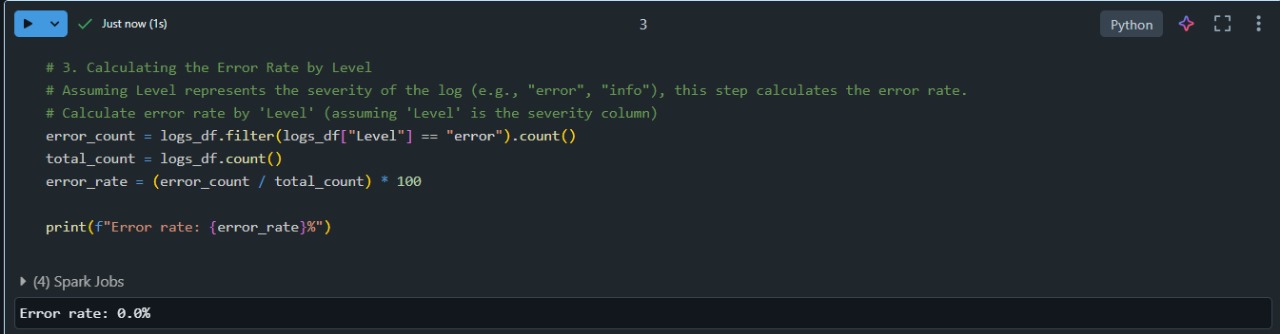 Just now (1s)
3
Python
# 3. Calculating the Error Rate by Level
# Assuming Level represents the severity of the log (e.g., "error", "info"), this step calculates the error rate.
# Calculate error rate by 'Level' (assuming 'Level' is the severity column)
error_count = logs_df.filter(logs_df["Level"] == "error").count()
total_count = logs_df.count()
error_rate = (error_count / total_count) * 100
print(f"Error rate: {error_rate}%")
(4) Spark Jobs
Error rate: 0.0%